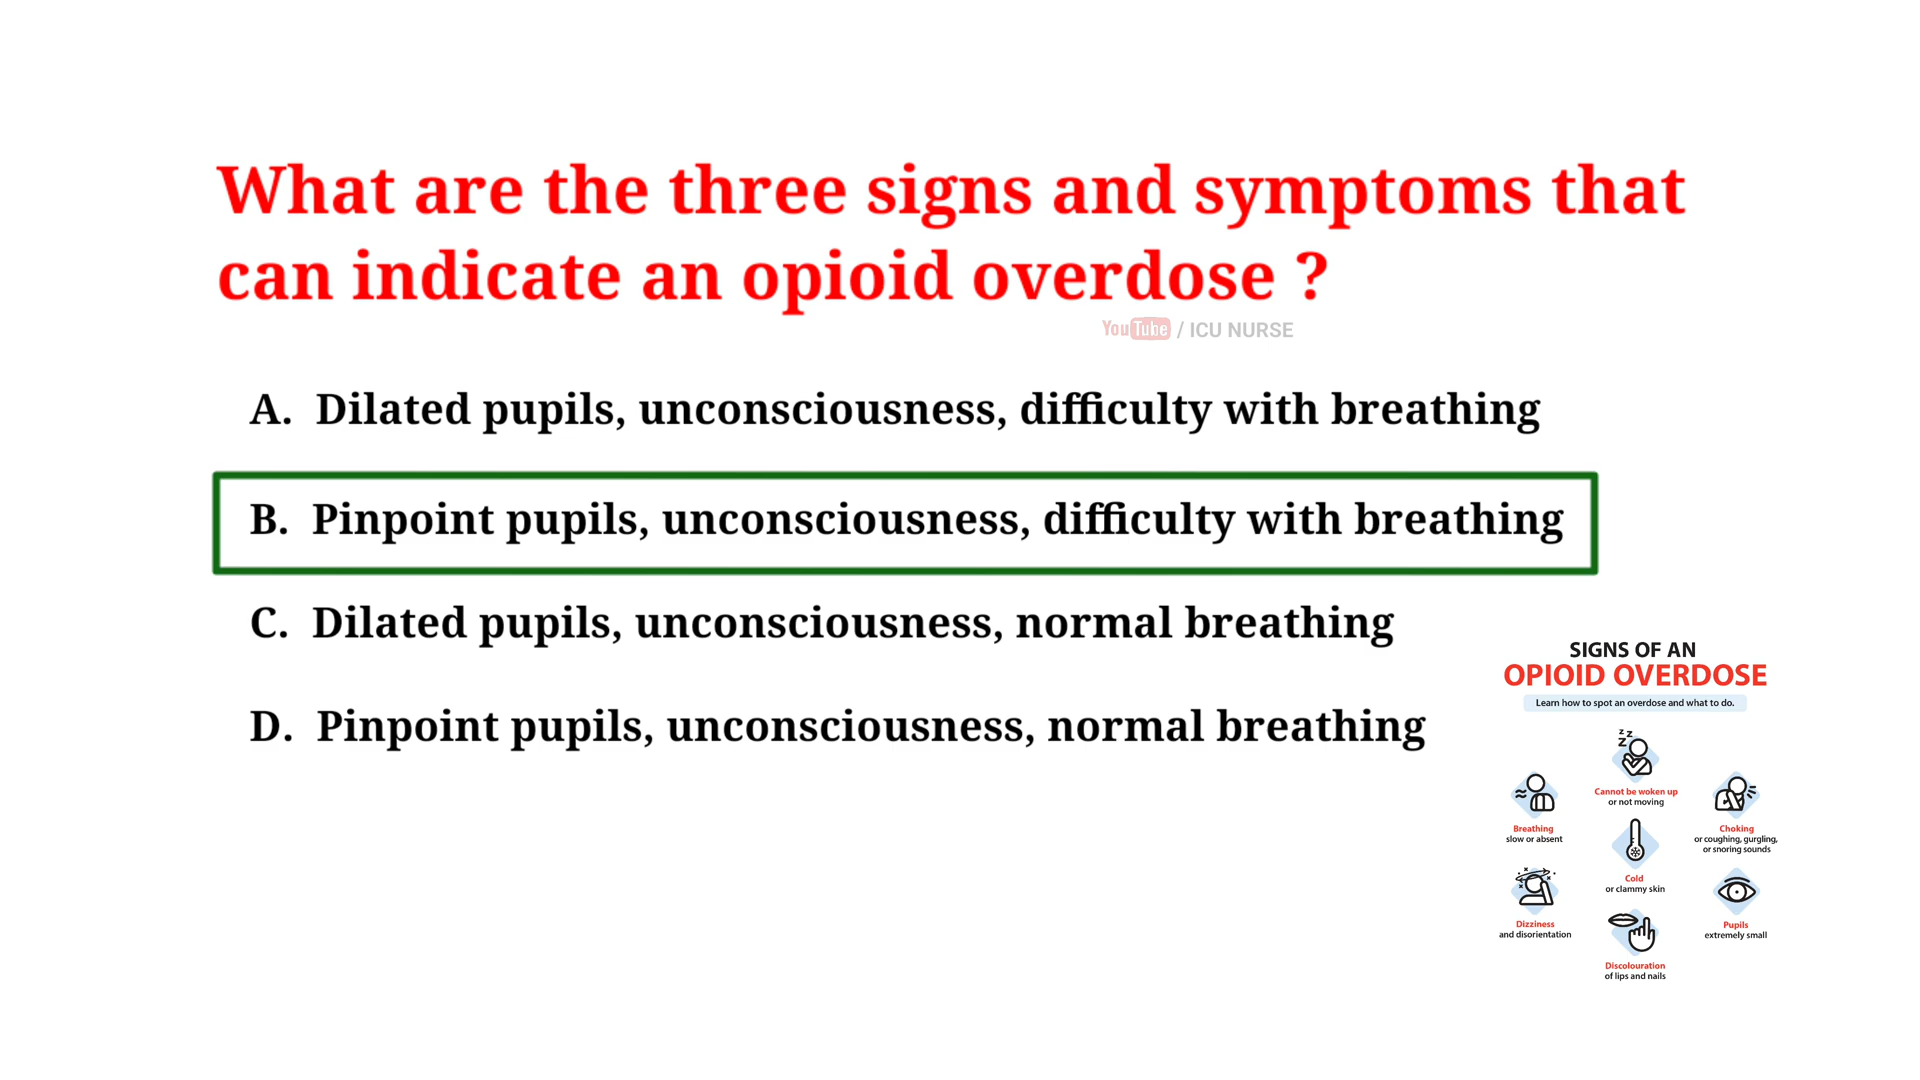 What are the three signs and symptoms that
can indicate an opioid overdose ?
YouTube / ICU NURSE
A. Dilated pupils, unconsciousness, difficulty with breathing
B. Pinpoint pupils, unconsciousness, difficulty with breathing
C. Dilated pupils, unconsciousness, normal breathing
D. Pinpoint pupils, unconsciousness, normal breathing
SIGNS OF AN
OPIOID OVERDOSE
Learn how to spot an overdose and what to do.
z z
z
Cannot be woken up
or not moving
Breathing
slow or absent
Choking
or coughing, gurgling,
or snoring sounds
Cold
or clammy skin
Dizziness
and disorientation
Pupils
extremely small
Discolouration
of lips and nails